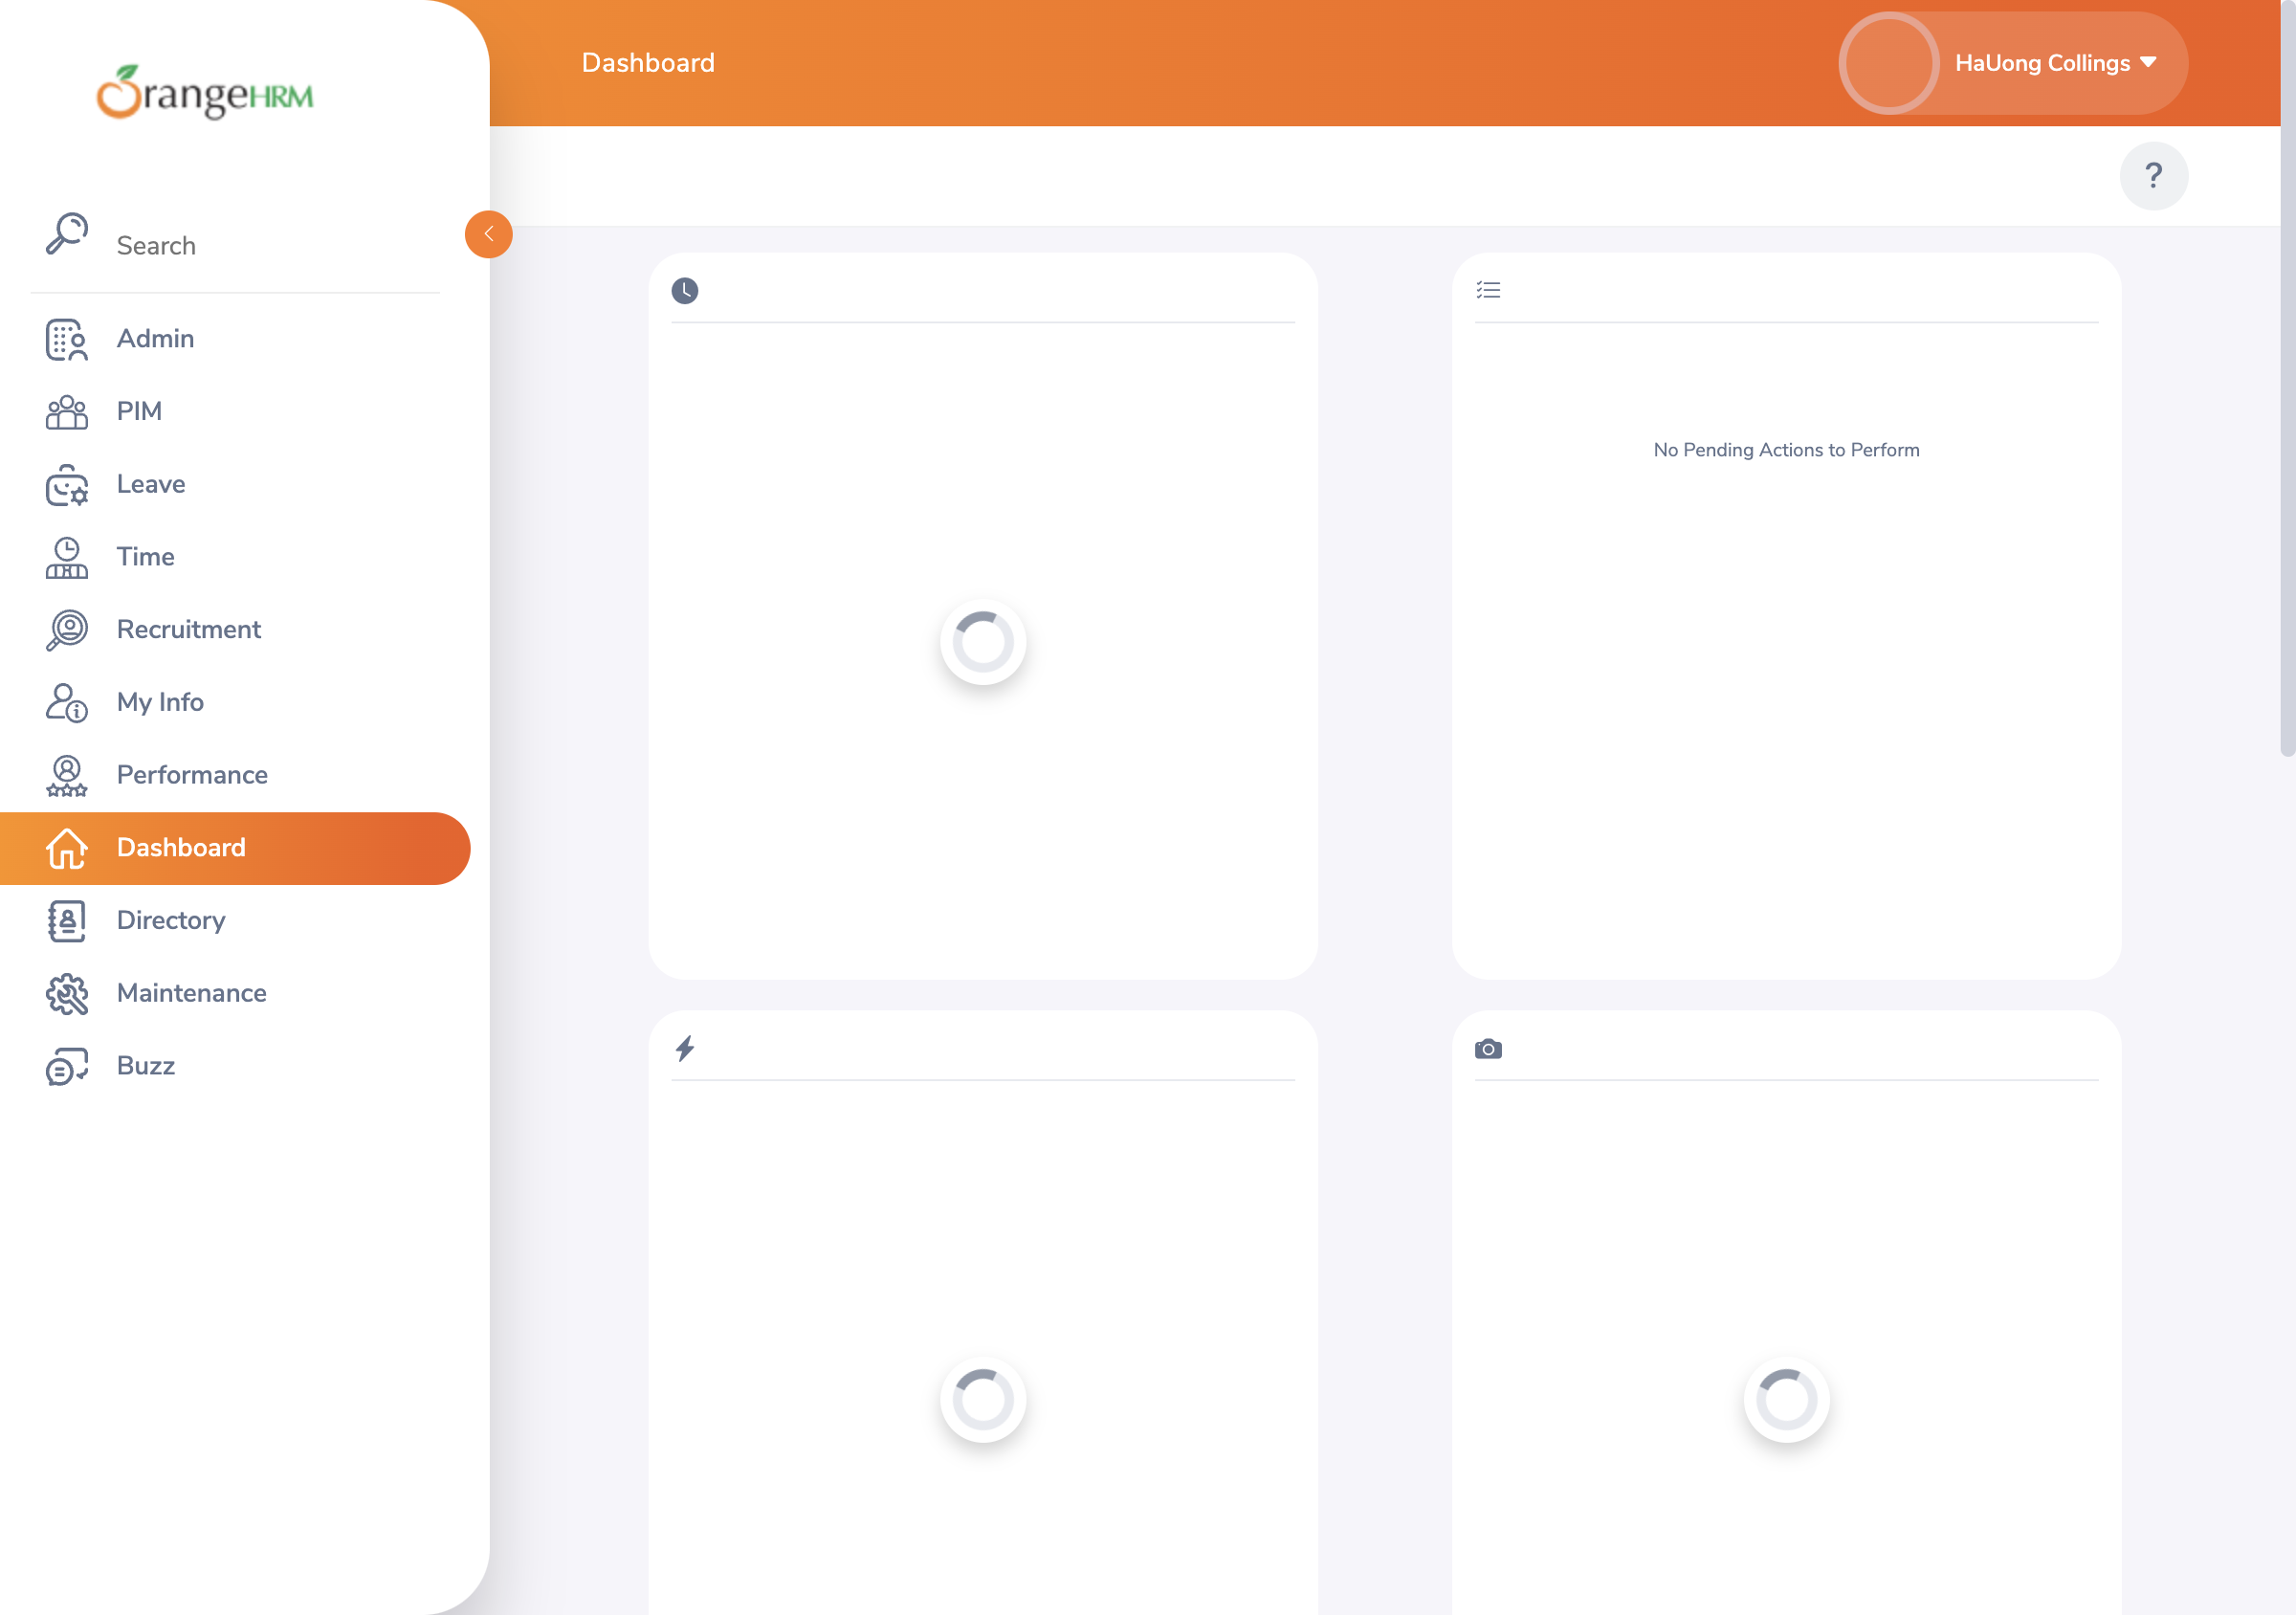 OrangeHRM
Dashboard
HaUong Collings
?
Search
Admin
PIM
Leave
Time
Recruitment
My Info
Performance
Dashboard
Directory
Maintenance
Buzz
No Pending Actions to Perform